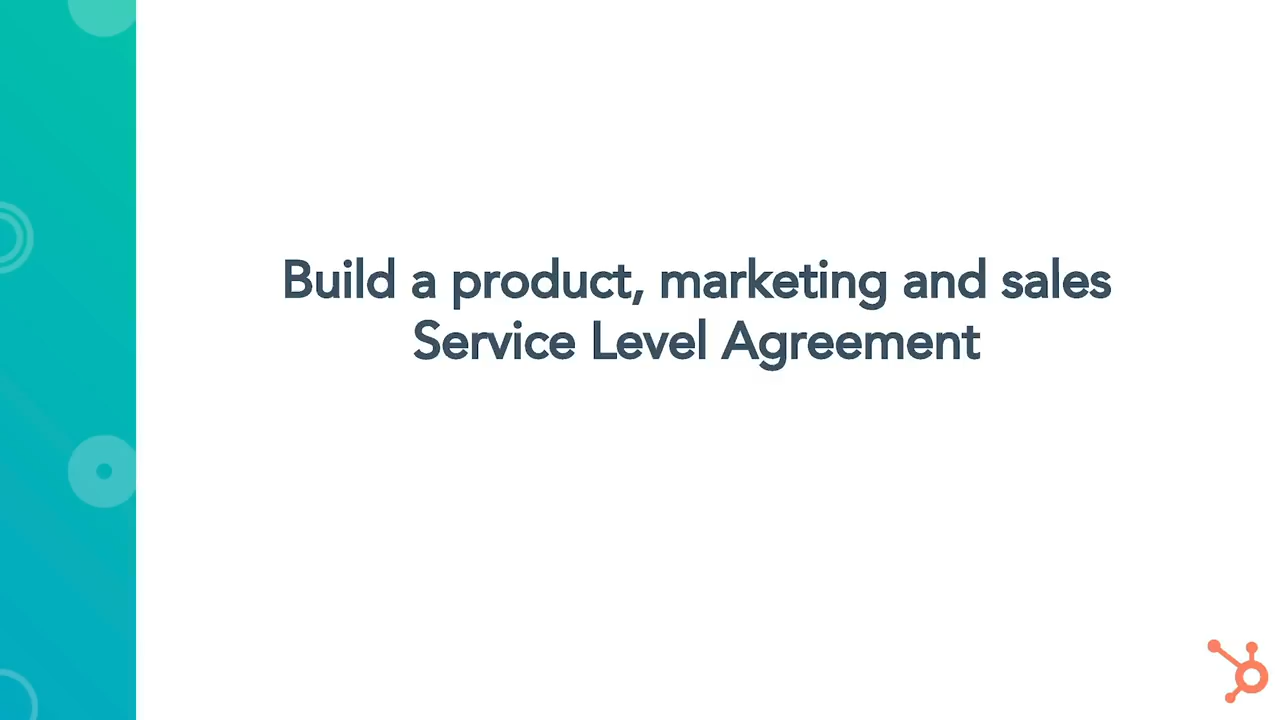 Build a product, marketing and sales
Service Level Agreement